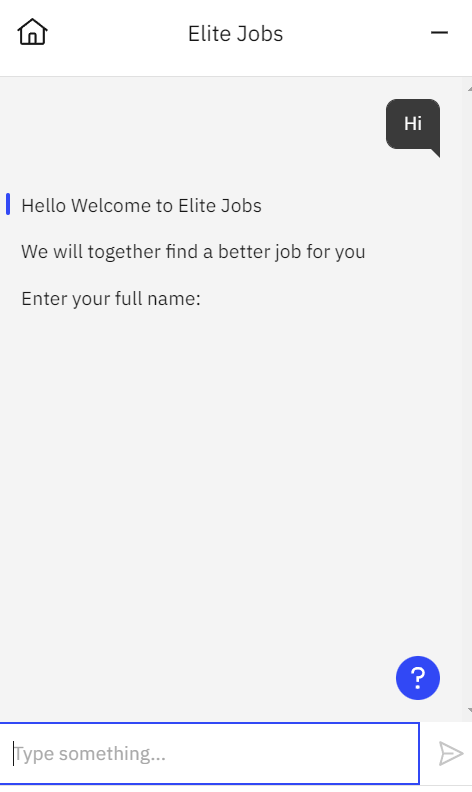 Elite Jobs
Hi
Hello Welcome to Elite Jobs
We will together find a better job for you
Enter your full name:
?
Type something...